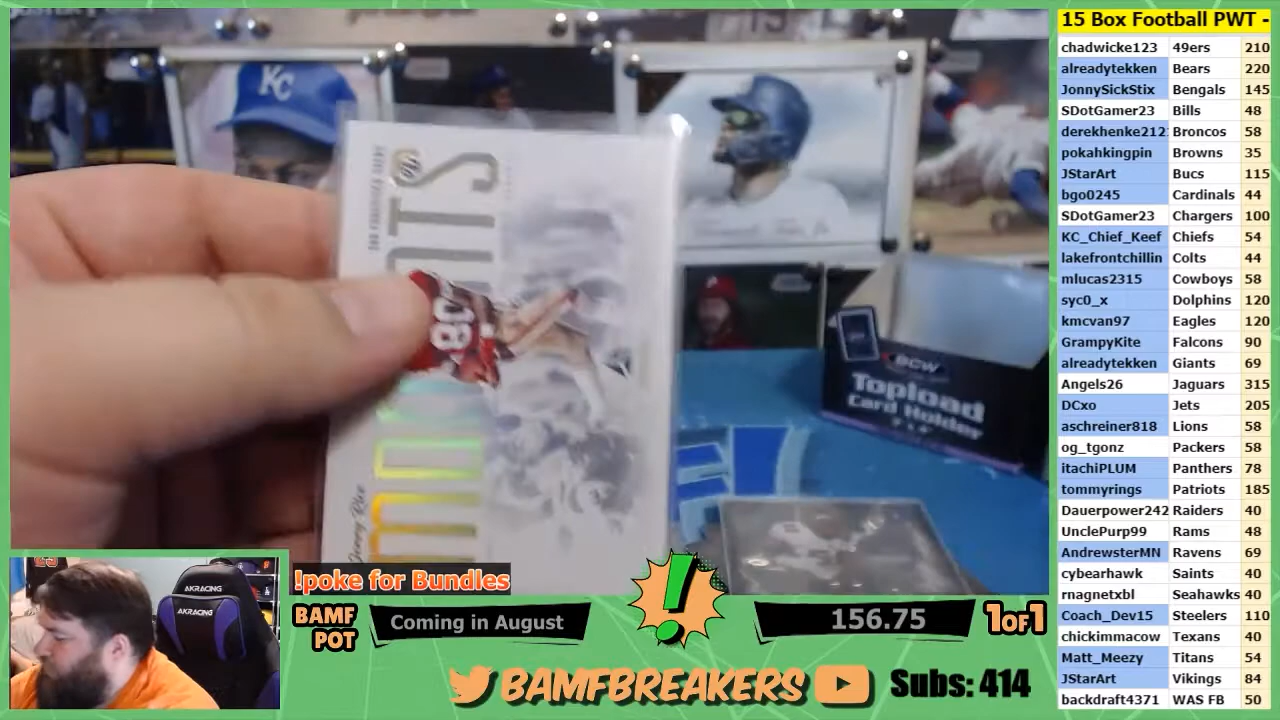 15 Box Football PWT -
chadwicke123 49ers 210
alreadytekken Bears 220
JonnySickStix Bengals 145
SDotGamer23 Bills 48
derekhenke212 Broncos 58
pokahkingpin Browns 35
JStarArt Bucs 115
bgo0245 Cardinals 44
SDotGamer23 Chargers 100
KC_Chief_Keef Chiefs 54
lakefrontchillin Colts 44
mlucas2315 Cowboys 58
syc0_x Dolphins 120
kmcvan97 Eagles 120
GrampyKite Falcons 90
alreadytekken Giants 69
Angels26 Jaguars 315
DCxo Jets 205
aschreiner818 Lions 58
og_tgonz Packers 58
itachiPLUM Panthers 78
tommyrings Patriots 185
Dauerpower242 Raiders 40
UnclePurp99 Rams 48
AndrewsterMN Ravens 69
cybearhawk Saints 40
rnagnetxbl Seahawks 40
Coach_Dev15 Steelers 110
chickimmacow Texans 40
Matt_Meezy Titans 54
JStarArt Vikings 84
backdraft4371 WAS FB 50
KC
Jerry Rice
80
BCW
Topload
Card Holder
AKRACING
AKRACING
!poke for Bundles
BAMF
POT
Coming in August
!
156.75
1OF1
BAMFBREAKERS
Subs: 414